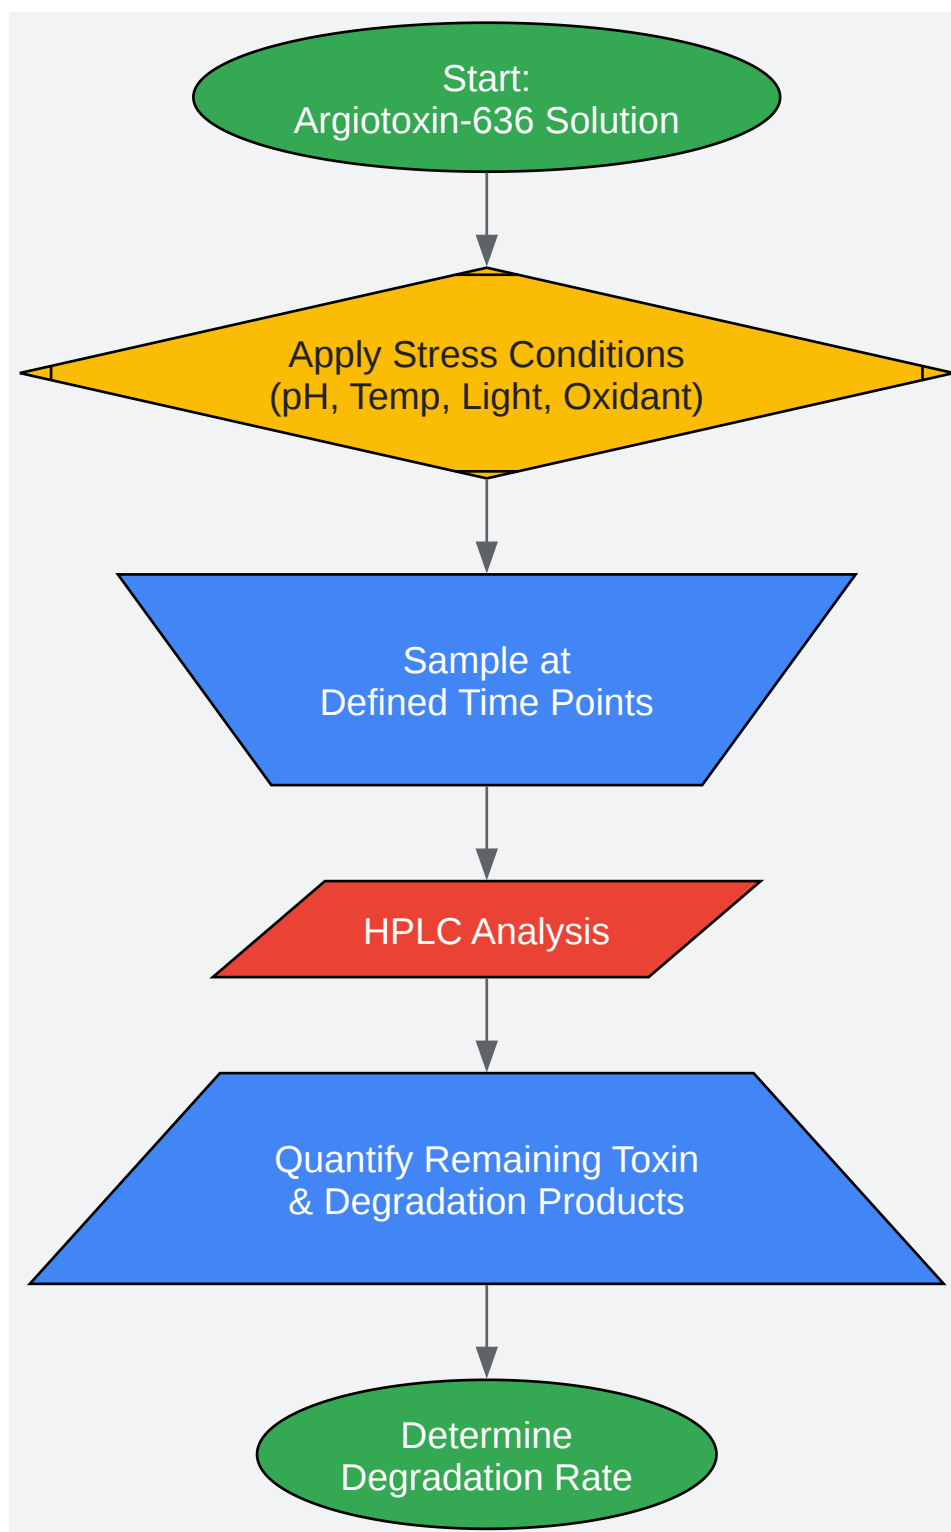 Start:
Argiotoxin-636 Solution
Apply Stress Conditions
(pH, Temp, Light, Oxidant)
Sample at
Defined Time Points
HPLC Analysis
Quantify Remaining Toxin
& Degradation Products
Determine
Degradation Rate